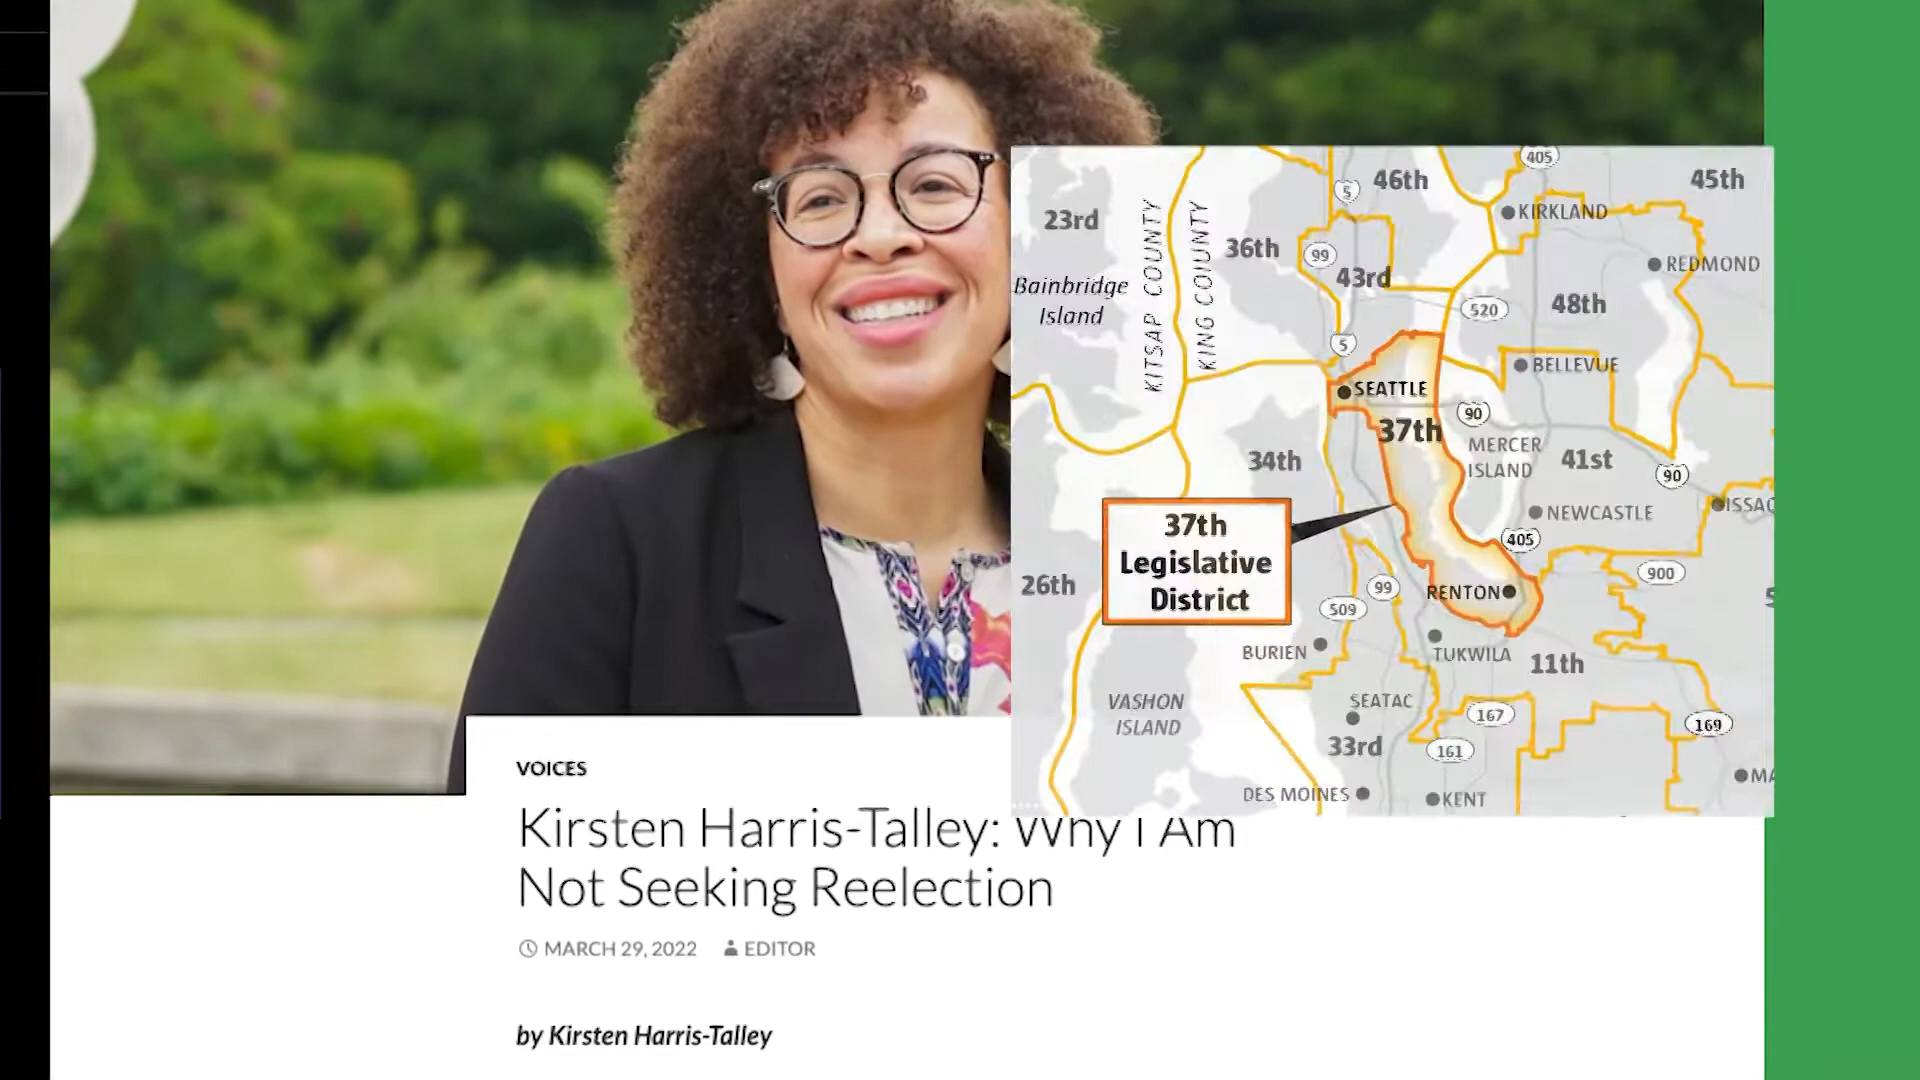 46th
405
45th
5
23rd
KITSAP COUNTY
KING COUNTY
KIRKLAND
36th
99
43rd
REDMOND
Bainbridge
Island
520
48th
5
BELLEVUE
SEATTLE
90
37th
MERCER
ISLAND
34th
41st
90
37th
Legislative
District
NEWCASTLE
405
26th
99
RENTON
900
509
BURIEN
TUKWILA
11th
VASHON
ISLAND
SEATAC
167
169
33rd
161
DES MOINES
KENT
VOICES
Kirsten Harris-Talley: Why I Am
Not Seeking Reelection
MARCH 29, 2022 EDITOR
by Kirsten Harris-Talley